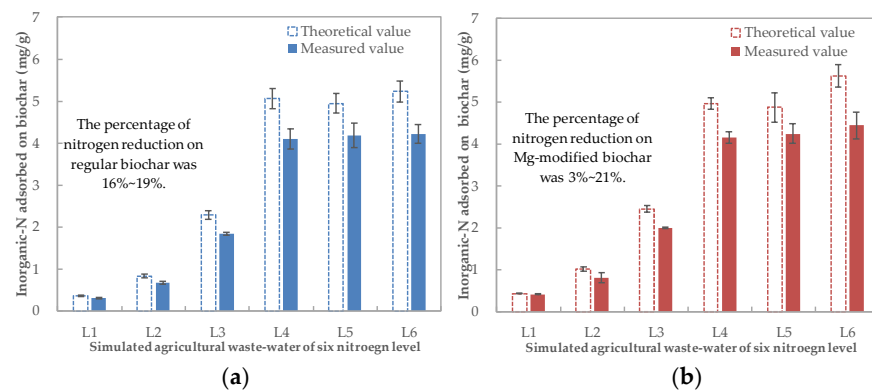 7
6
5
4
3
2
1
0
Inorganic-N adsorbed on biochar (mg/g)
Theoretical value
Measured value
The percentage of
nitrogen reduction on
regular biochar was
16%~19%.
L1 L2 L3 L4 L5 L6
Simulated agricultural waste-water of six nitroegn level
(a)
7
6
5
4
3
2
1
0
Inorganic-N adsorbed on biochar (mg/g)
Theoretical value
Measured value
The percentage of
nitrogen reduction on
Mg-modified biochar
was 3%~21%.
L1 L2 L3 L4 L5 L6
Simulated agricultural waste-water of six nitroegn level
(b)